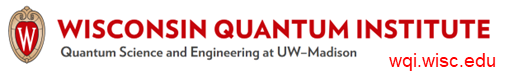 W
WISCONSIN QUANTUM INSTITUTE
Quantum Science and Engineering at UW–Madison
wqi.wisc.edu